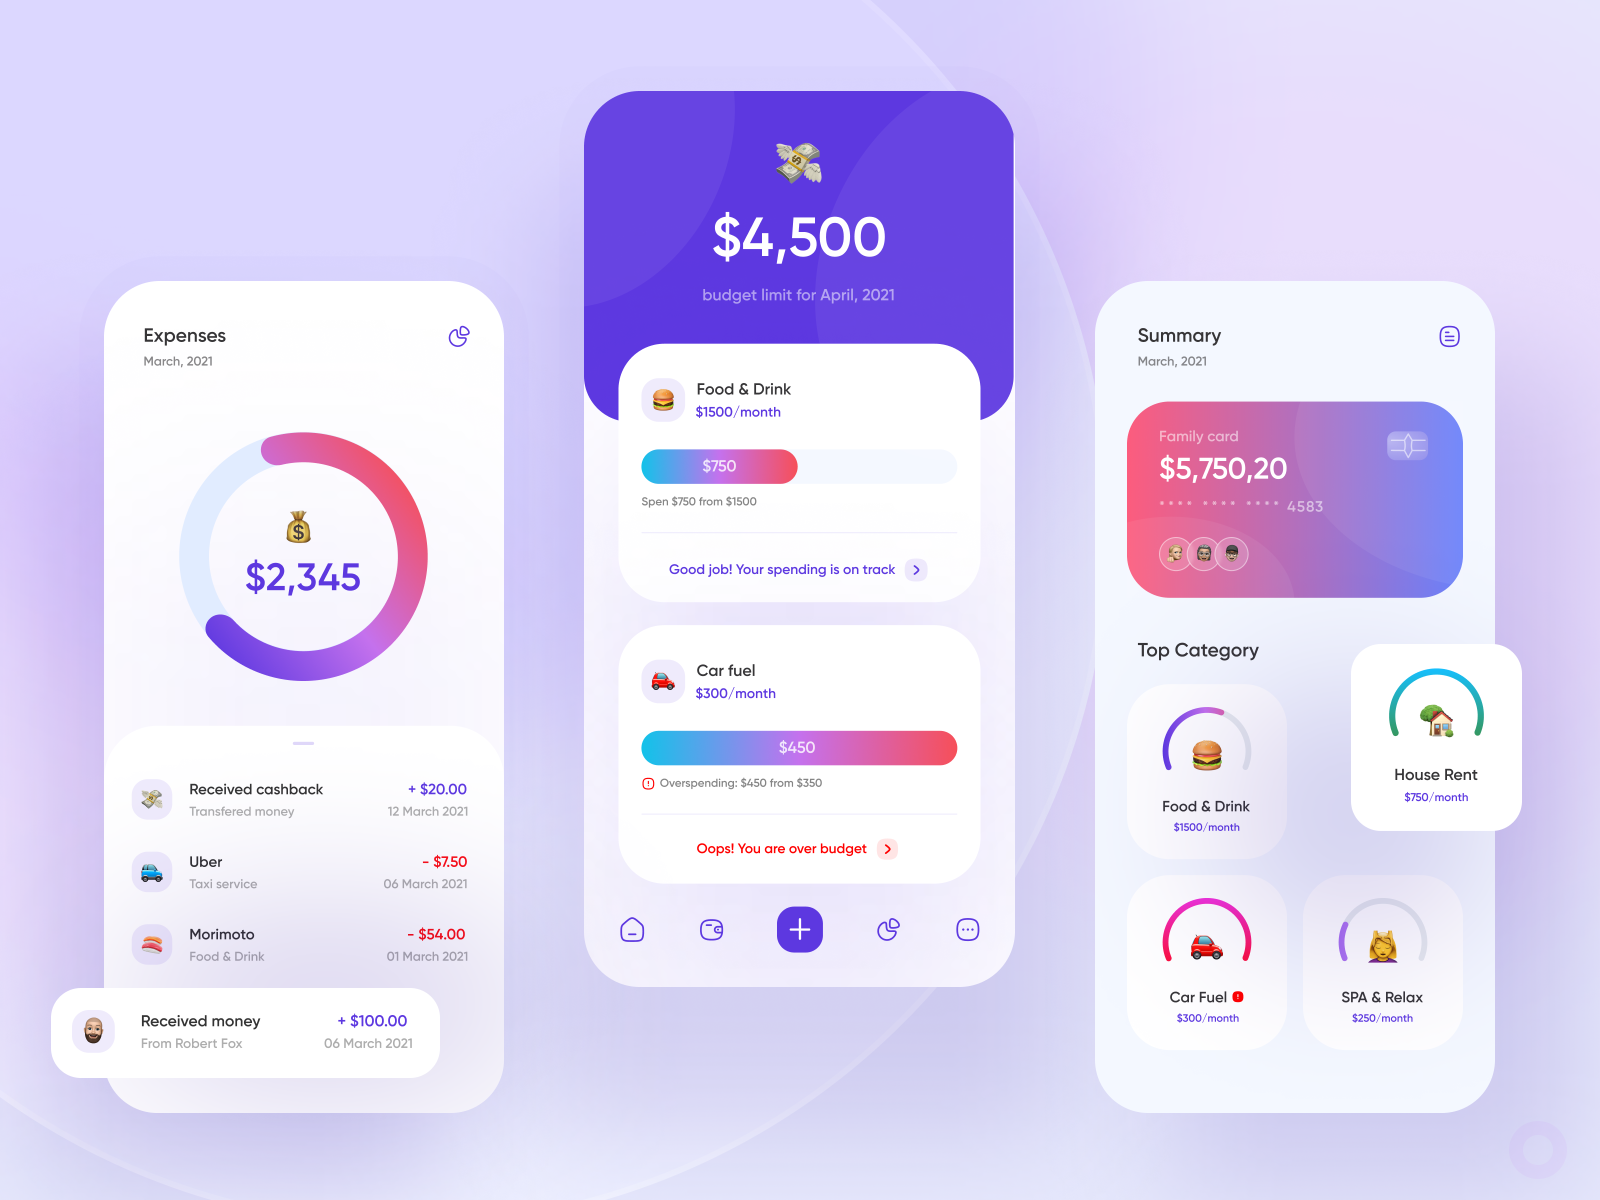 Expenses
March, 2021
$2,345
Received cashback
+ $20.00
Transfered money
12 March 2021
Uber
- $7.50
Taxi service
06 March 2021
Morimoto
- $54.00
Food & Drink
01 March 2021
Received money
+ $100.00
From Robert Fox
06 March 2021
$4,500
budget limit for April, 2021
Food & Drink
$1500/month
$750
Spen $750 from $1500
Good job! Your spending is on track
Car fuel
$300/month
$450
Overspending: $450 from $350
Oops! You are over budget
Summary
March, 2021
Family card
$5,750,20
•••• •••• •••• 4583
Top Category
Food & Drink
$1500/month
House Rent
$750/month
Car Fuel
$300/month
SPA & Relax
$250/month